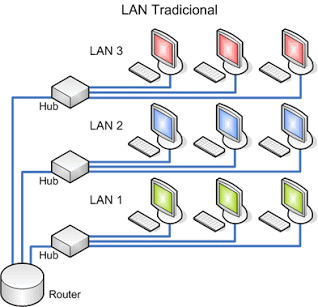 LAN Tradicional
LAN 3
Hub
LAN 2
Hub
LAN 1
Hub
Router